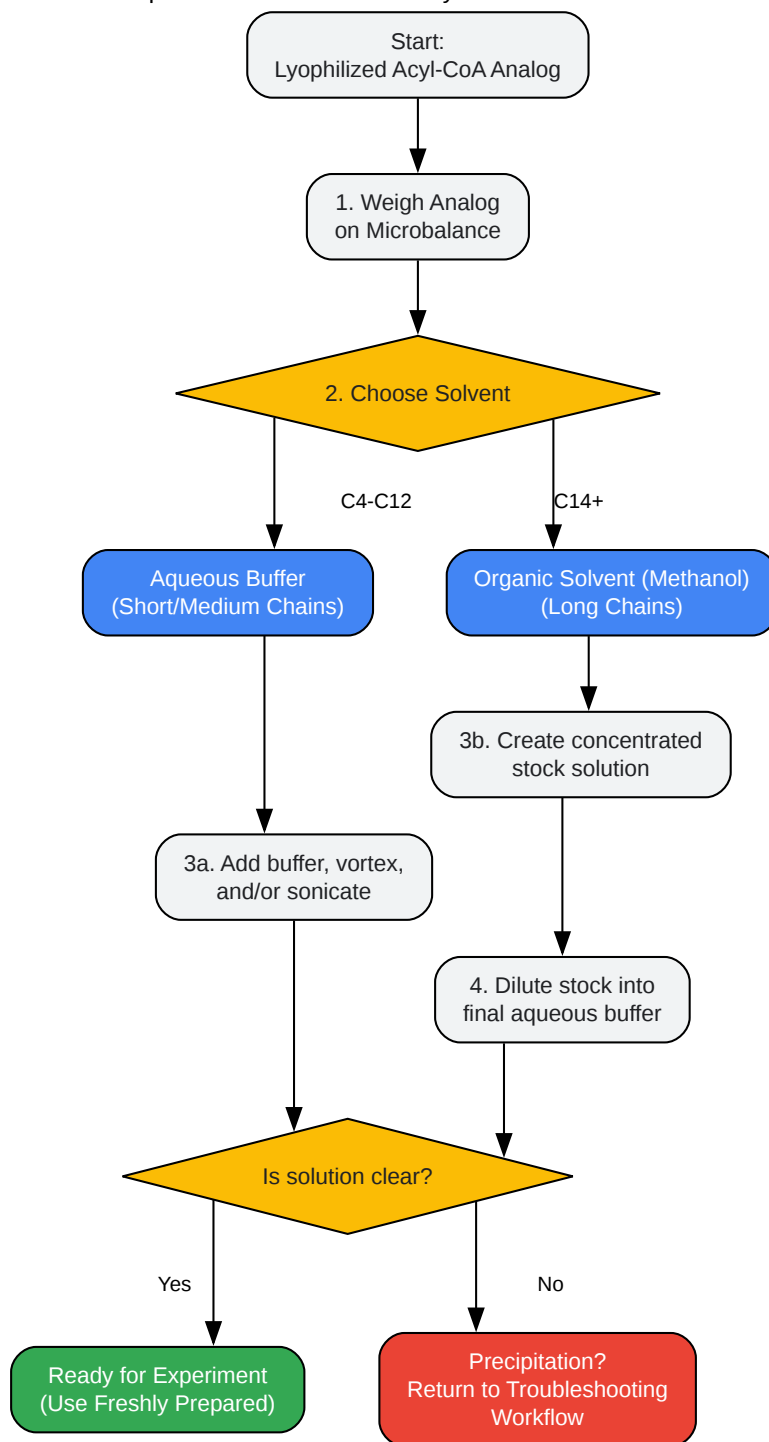 Start:
Lyophilized Acyl-CoA Analog
1. Weigh Analog
on Microbalance
2. Choose Solvent
C4-C12
C14+
Aqueous Buffer
(Short/Medium Chains)
Organic Solvent (Methanol)
(Long Chains)
3b. Create concentrated
stock solution
3a. Add buffer, vortex,
and/or sonicate
4. Dilute stock into
final aqueous buffer
Is solution clear?
Yes
No
Ready for Experiment
(Use Freshly Prepared)
Precipitation?
Return to Troubleshooting
Workflow